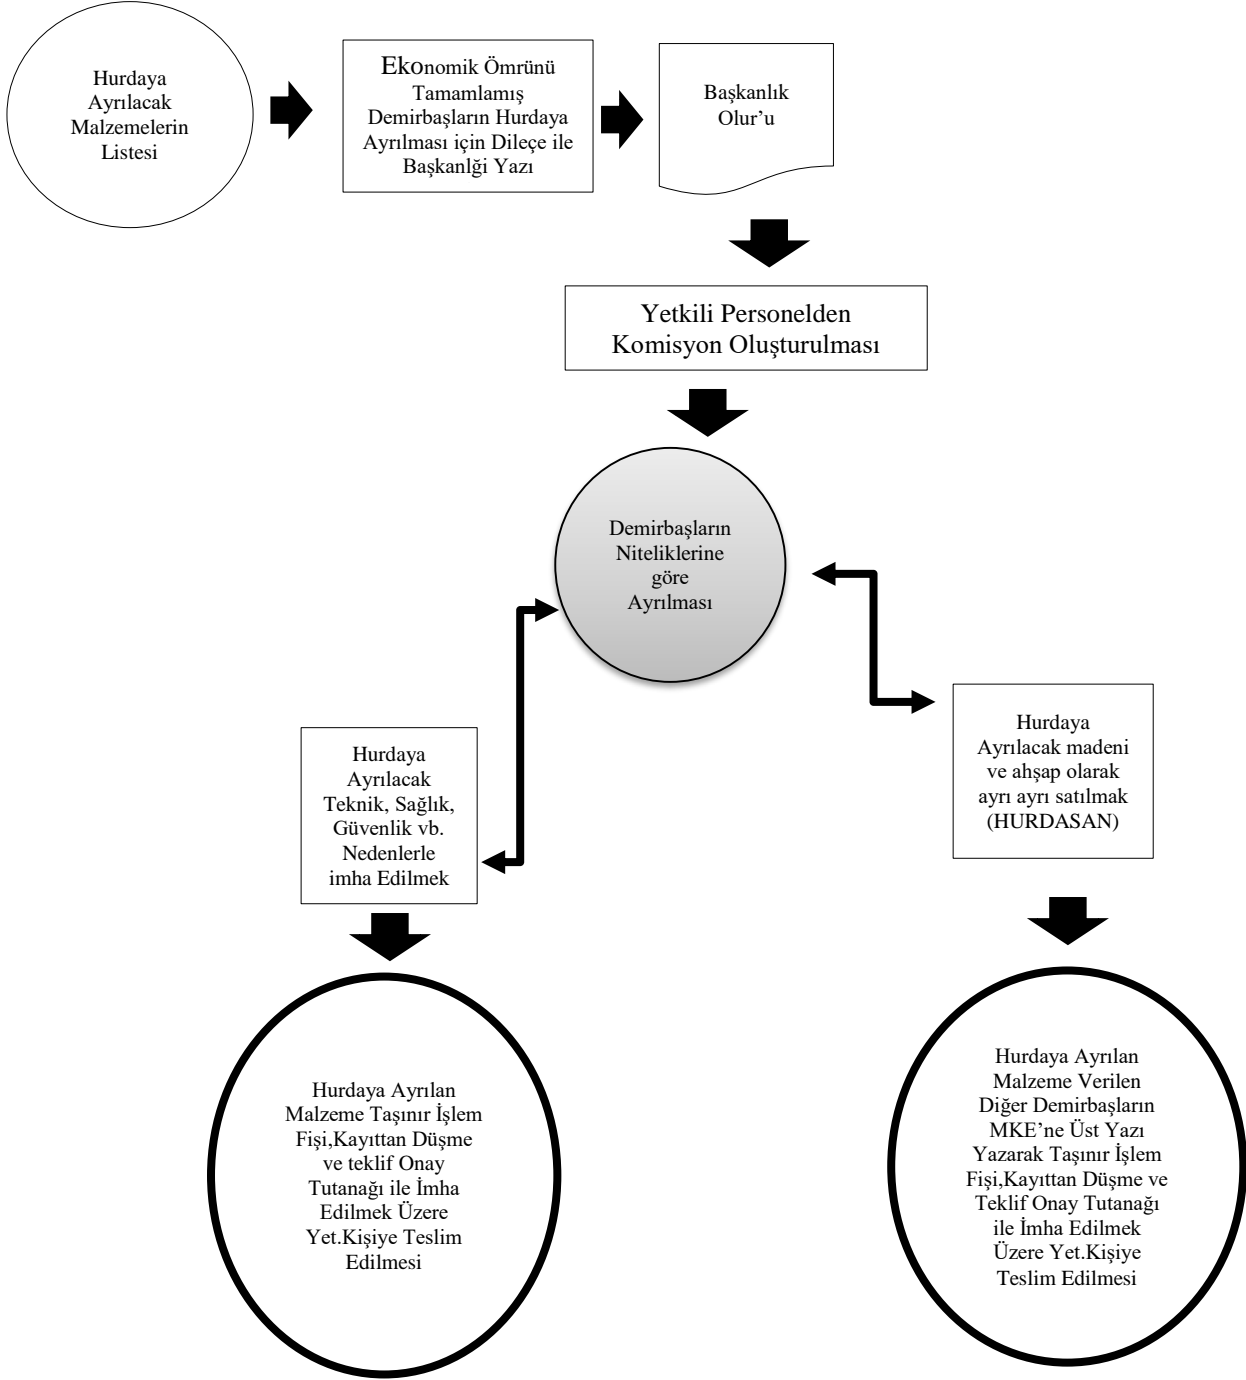 Hurdaya
Ayrılacak
Malzemelerin
Listesi
Ekonomik Ömrünü
Tamamlamış
Demirbaşların Hurdaya
Ayrılması için Dileçe ile
Başkanlği Yazı
Başkanlık
Olur’u
Yetkili Personelden
Komisyon Oluşturulması
Demirbaşların
Niteliklerine
göre
Ayrılması
Hurdaya
Ayrılacak
Teknik, Sağlık,
Güvenlik vb.
Nedenlerle
imha Edilmek
Hurdaya
Ayrılacak madeni
ve ahşap olarak
ayrı ayrı satılmak
(HURDASAN)
Hurdaya Ayrılan
Malzeme Taşınır İşlem
Fişi,Kayıttan Düşme
ve teklif Onay
Tutanağı ile İmha
Edilmek Üzere
Yet.Kişiye Teslim
Edilmesi
Hurdaya Ayrılan
Malzeme Verilen
Diğer Demirbaşların
MKE’ne Üst Yazı
Yazarak Taşınır İşlem
Fişi,Kayıttan Düşme ve
Teklif Onay Tutanağı
ile İmha Edilmek
Üzere Yet.Kişiye
Teslim Edilmesi